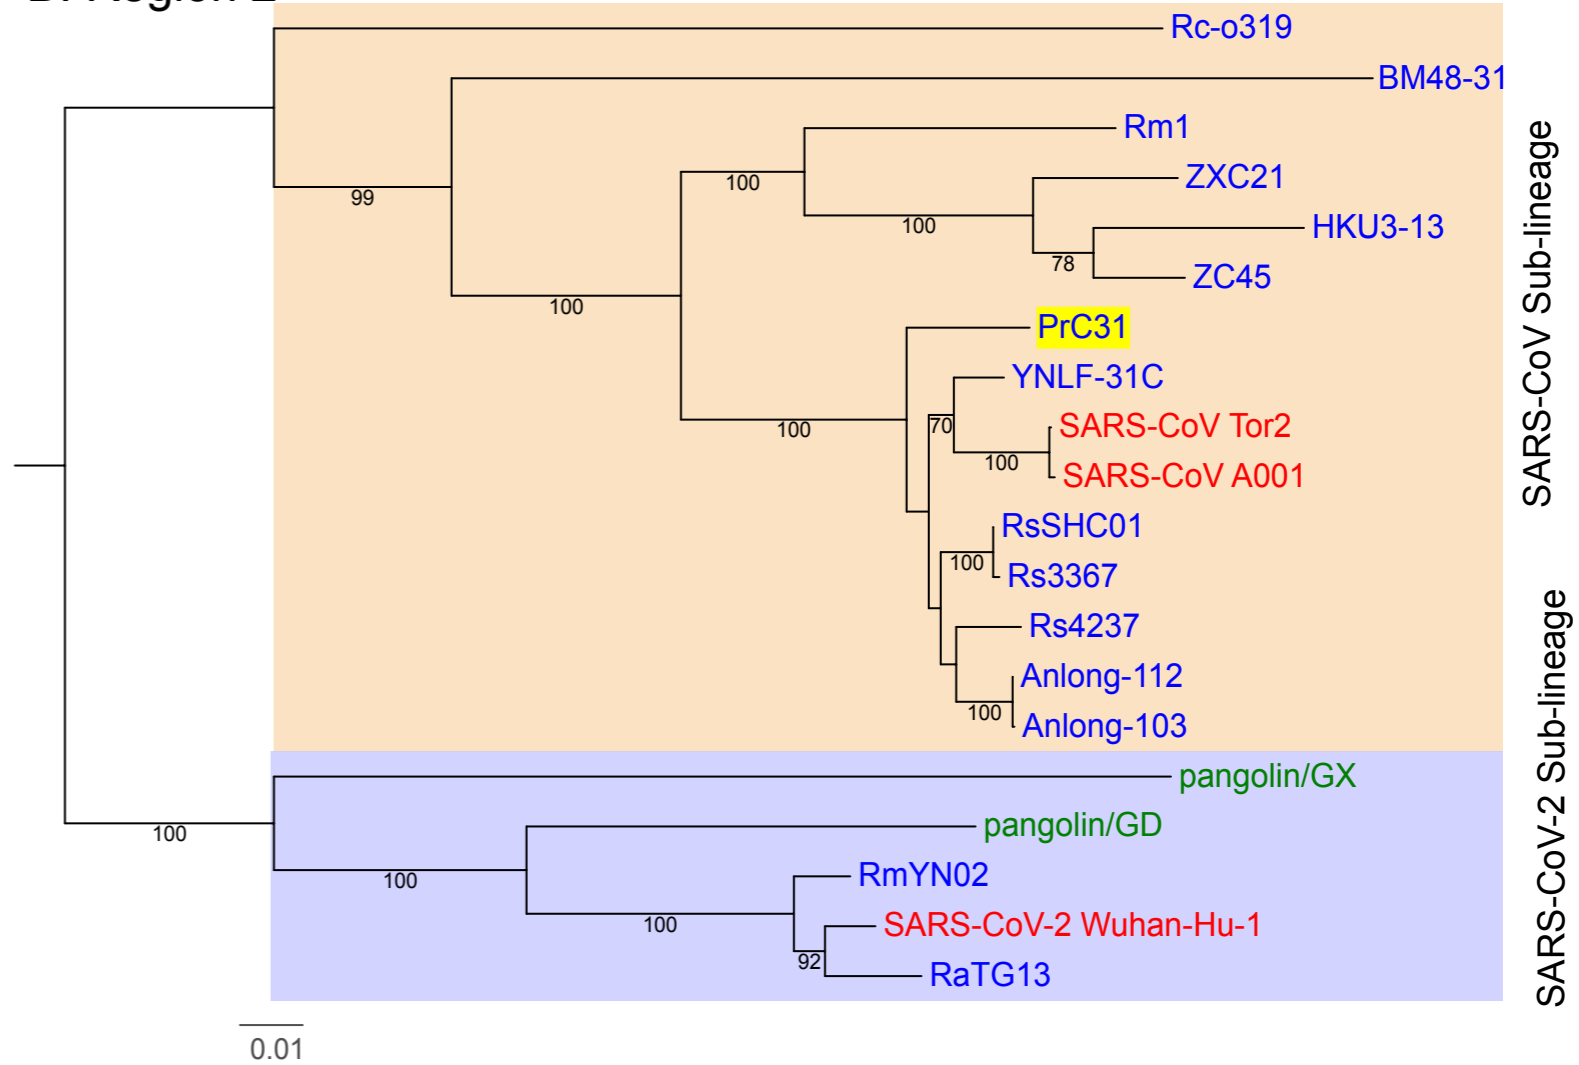 Rc-o319
BM48-31
Rm1
100
ZXC21
99
100
HKU3-13
78
ZC45
100
PrC31
YNLF-31C
70
SARS-CoV Tor2
100
100
SARS-CoV A001
RsSHC01
100
Rs3367
Rs4237
Anlong-112
100
Anlong-103
pangolin/GX
100
pangolin/GD
100
RmYN02
100
SARS-CoV-2 Wuhan-Hu-1
92
RaTG13
0.01
SARS-CoV Sub-lineage
SARS-CoV-2 Sub-lineage